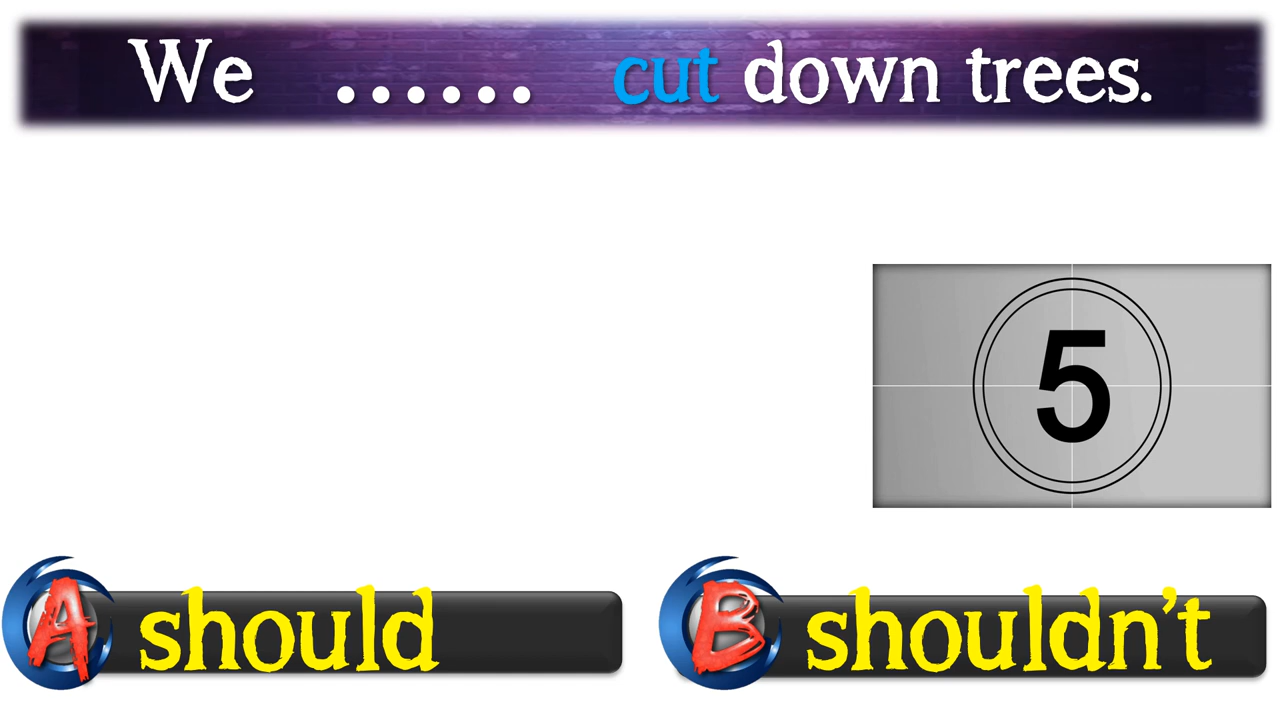 We ...... cut down trees.
5
A should
B shouldn't